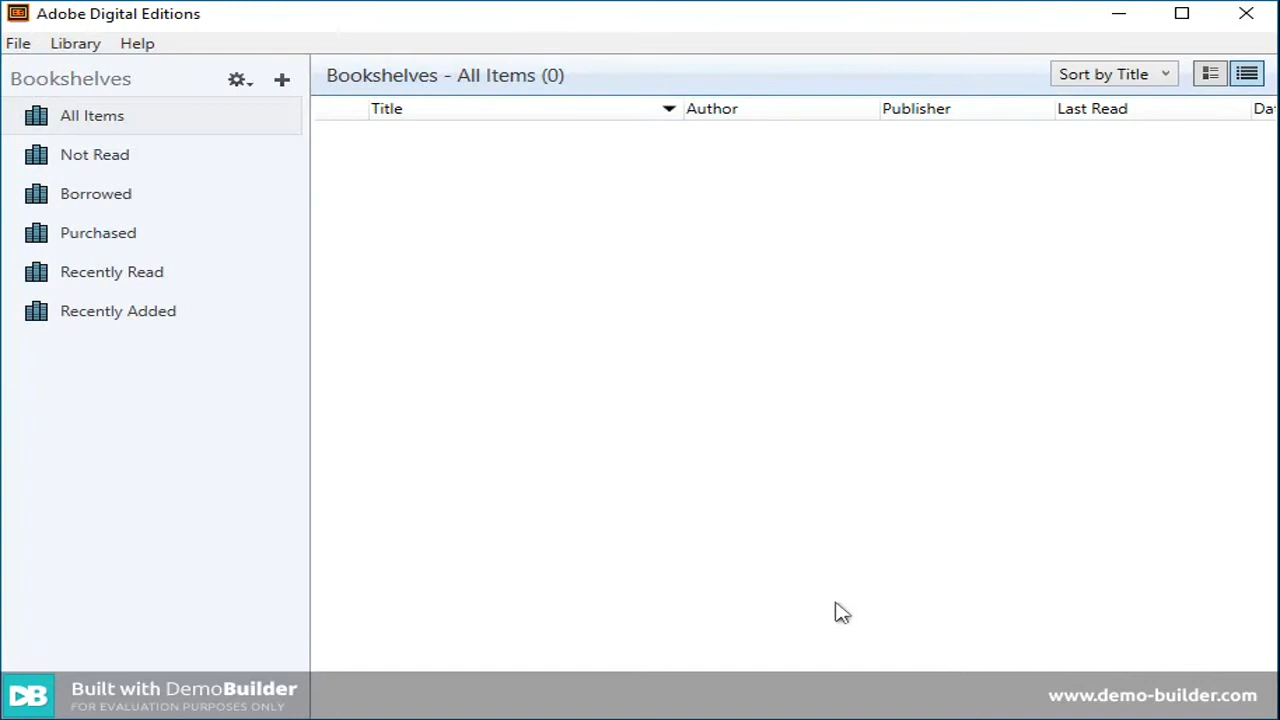 Adobe Digital Editions
File Library Help
Bookshelves
Bookshelves - All Items (0)
Sort by Title
Title Author Publisher Last Read Da
All Items
Not Read
Borrowed
Purchased
Recently Read
Recently Added
DB
Built with DemoBuilder
FOR EVALUATION PURPOSES ONLY
www.demo-builder.com